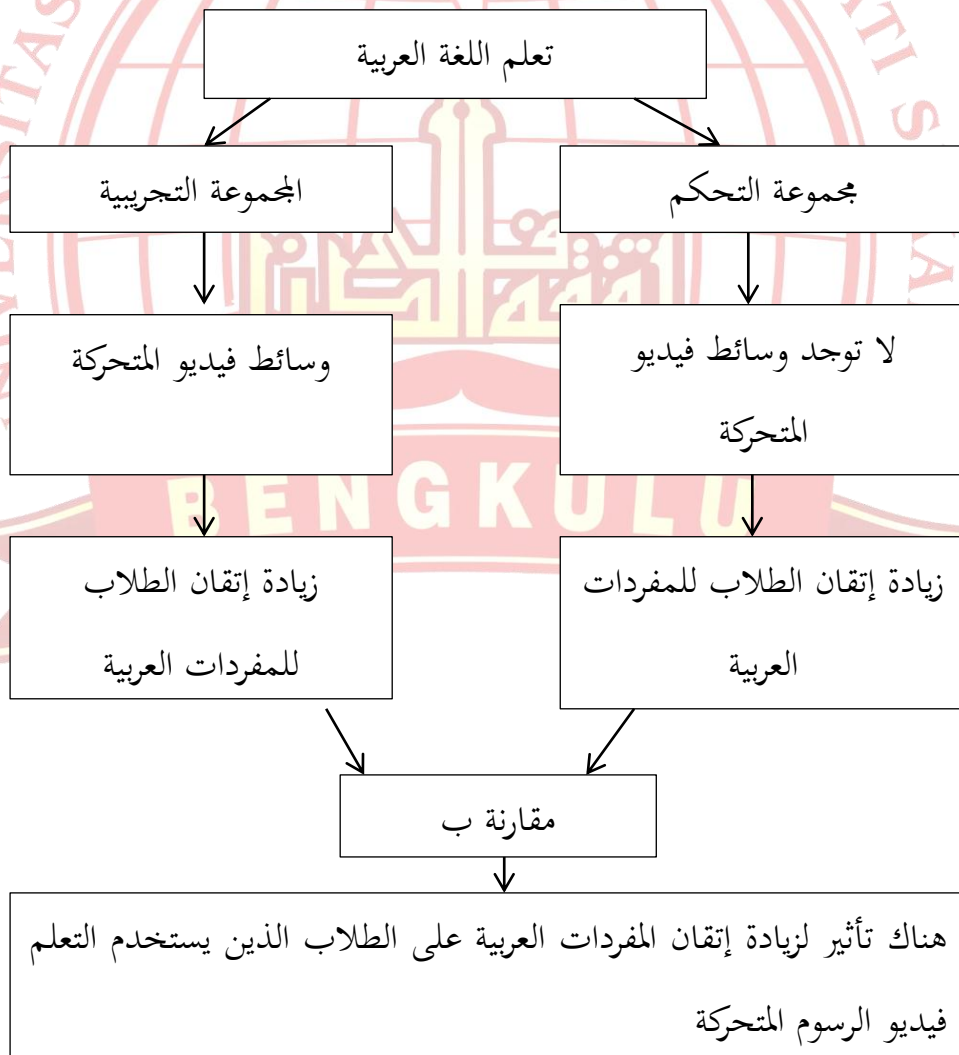 تعلم اللغة العربية
مجموعة التحكم
المجموعة التجريبية
لا توجد وسائط فيديو
المتحركة
وسائط فيديو المتحركة
زيادة إتقان الطلاب للمفردات
العربية
زيادة إتقان الطلاب
للمفردات العربية
مقارنة ب
هناك تأثير لزيادة إتقان المفردات العربية على الطلاب الذين يستخدم التعلم
فيديو الرسوم المتحركة
BENGKULU